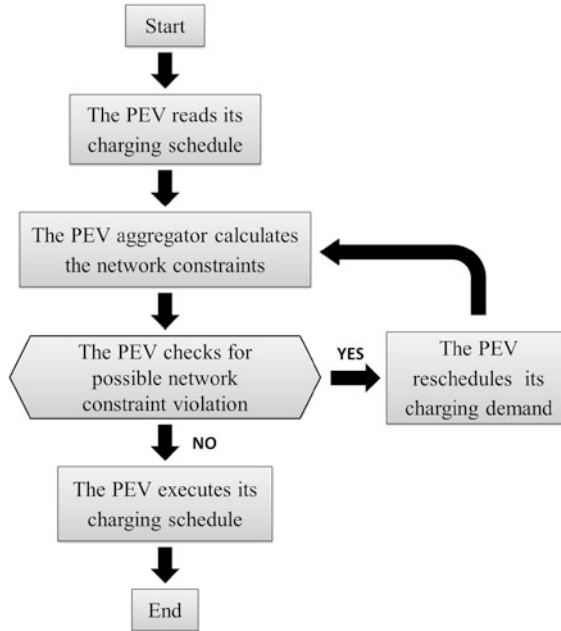 Start
The PEV reads its
charging schedule
The PEV aggregator calculates
the network constraints
The PEV checks for
possible network
constraint violation
YES
The PEV
reschedules its
charging demand
NO
The PEV executes its
charging schedule
End